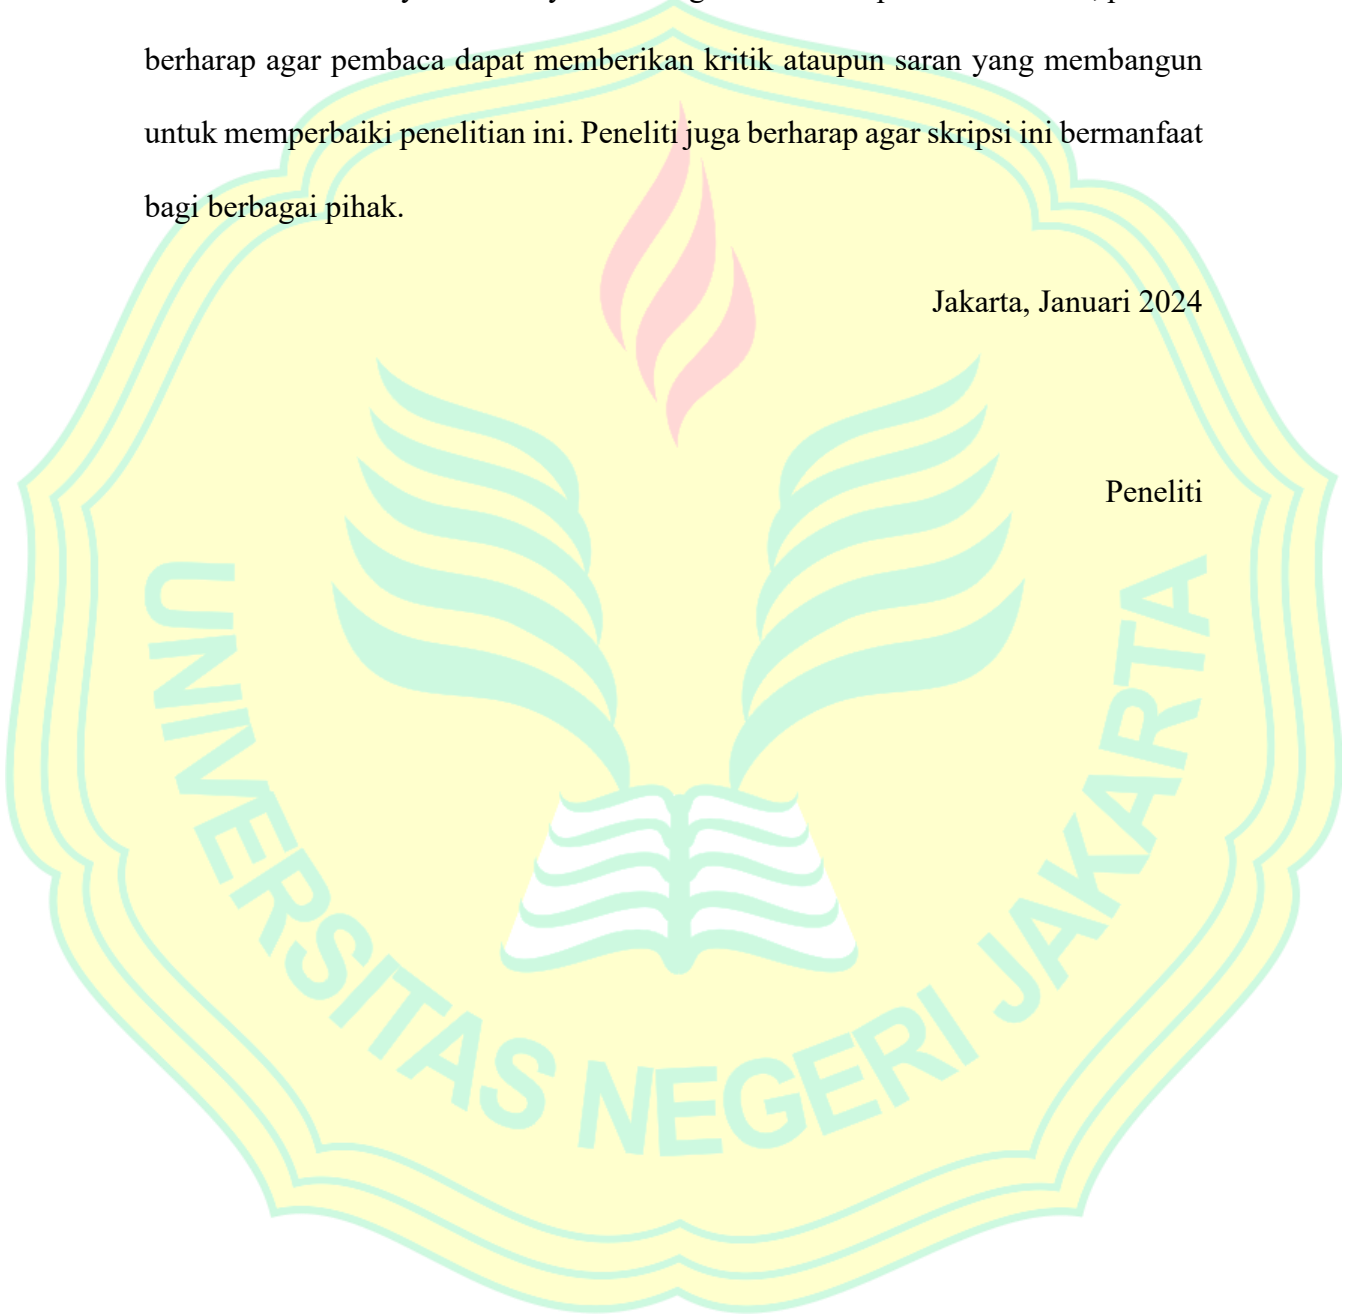 berharap agar pembaca dapat memberikan kritik ataupun saran yang membangun
untuk memperbaiki penelitian ini. Peneliti juga berharap agar skripsi ini bermanfaat
bagi berbagai pihak.
Jakarta, Januari 2024
Peneliti
UNIVERSITAS NEGERI JAKARTA